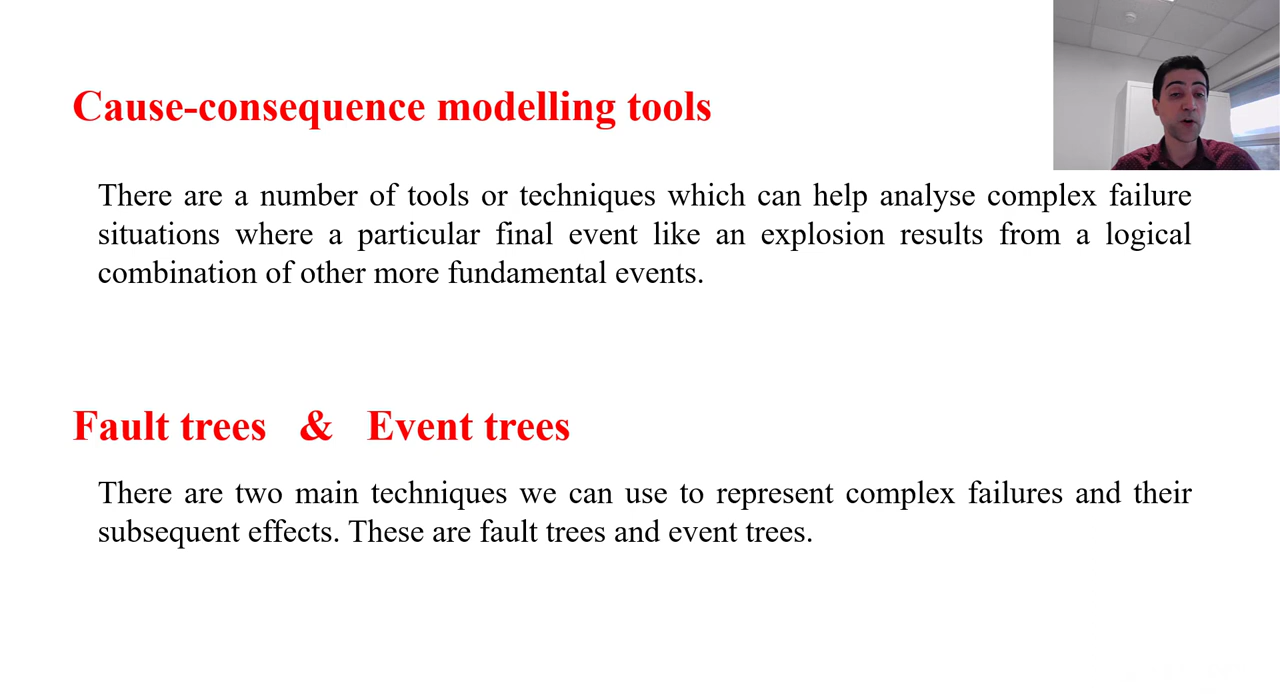 Cause-consequence modelling tools
There are a number of tools or techniques which can help analyse complex failure
situations where a particular final event like an explosion results from a logical
combination of other more fundamental events.
Fault trees & Event trees
There are two main techniques we can use to represent complex failures and their
subsequent effects. These are fault trees and event trees.